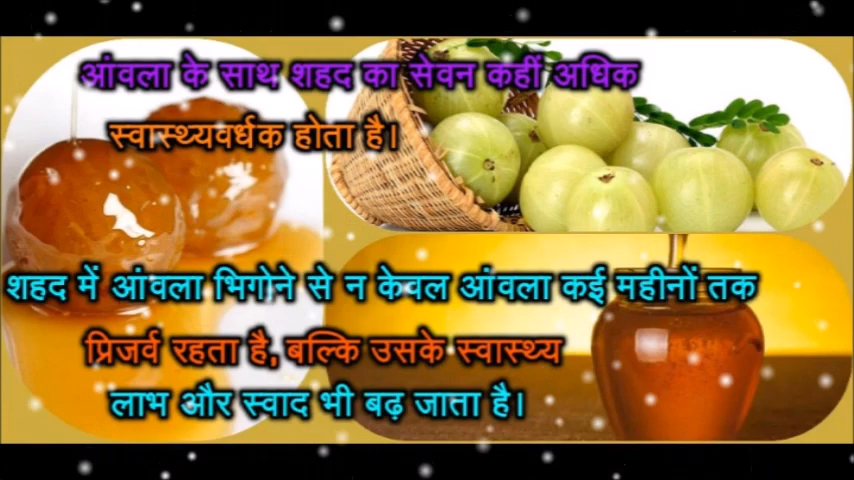 आंवला के साथ शहद का सेवन कहीं अधिक
स्वास्थ्यवर्धक होता है।
शहद में आंवला भिगोने से न केवल आंवला कई महीनों तक
प्रिजर्व रहता है, बल्कि उसके स्वास्थ्य
लाभ और स्वाद भी बढ़ जाता है।